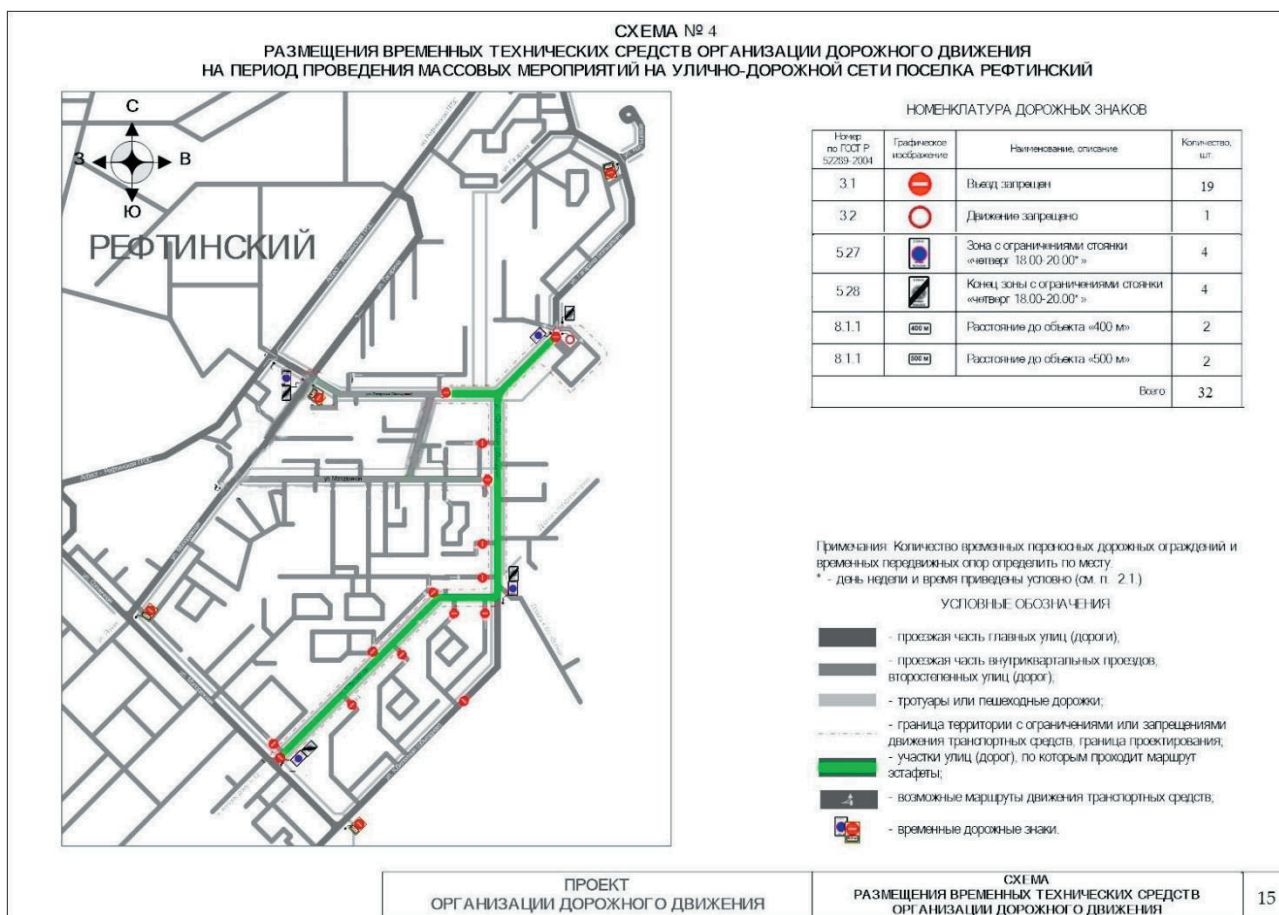 СХЕМА № 4
РАЗМЕЩЕНИЯ ВРЕМЕННЫХ ТЕХНИЧЕСКИХ СРЕДСТВ ОРГАНИЗАЦИИ ДОРОЖНОГО ДВИЖЕНИЯ
НА ПЕРИОД ПРОВЕДЕНИЯ МАССОВЫХ МЕРОПРИЯТИЙ НА УЛИЧНО-ДОРОЖНОЙ СЕТИ ПОСЕЛКА РЕФТИНСКИЙ
С
З В
Ю
РЕФТИНСКИЙ
ул. Молодежная
НОМЕНКЛАТУРА ДОРОЖНЫХ ЗНАКОВ
Номер по ГОСТ Р 52289-2004 Графическое изображение Наименование, описание Количество, шт.
3.1 Въезд запрещен 19
3.2 Движение запрещено 1
5.27 Зона с ограничениями стоянки «четверг 18.00-20.00*» 4
5.28 Конец зоны с ограничениями стоянки «четверг 18.00-20.00*» 4
8.1.1 400 м Расстояние до объекта «400 м» 2
8.1.1 500 м Расстояние до объекта «500 м» 2
Всего 32
Примечания: Количество временных переносных дорожных ограждений и
временных передвижных опор определить по месту.
* - день недели и время приведены условно (см. п. 2.1.)
УСЛОВНЫЕ ОБОЗНАЧЕНИЯ
- проезжая часть главных улиц (дороги);
- проезжая часть внутриквартальных проездов,
второстепенных улиц (дорог);
- тротуары или пешеходные дорожки;
- граница территории с ограничениями или запрещениями
движения транспортных средств, граница проектирования;
- участки улиц (дорог), по которым проходит маршрут
эстафеты;
- возможные маршруты движения транспортных средств;
- временные дорожные знаки.
ПРОЕКТ
ОРГАНИЗАЦИИ ДОРОЖНОГО ДВИЖЕНИЯ
СХЕМА
РАЗМЕЩЕНИЯ ВРЕМЕННЫХ ТЕХНИЧЕСКИХ СРЕДСТВ
ОРГАНИЗАЦИИ ДОРОЖНОГО ДВИЖЕНИЯ
15